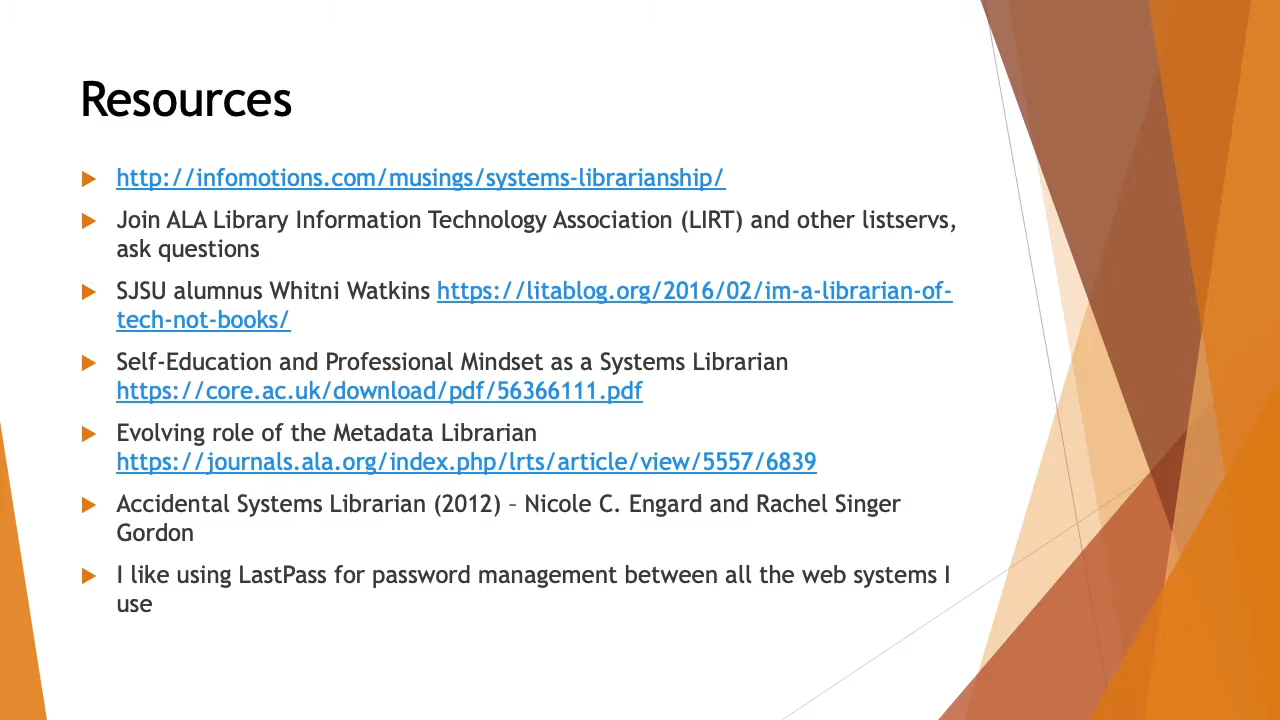 Resources
http://infomotions.com/musings/systems-librarianship/
Join ALA Library Information Technology Association (LIRT) and other listservs,
ask questions
SJSU alumnus Whitni Watkins https://litablog.org/2016/02/im-a-librarian-of-
tech-not-books/
Self-Education and Professional Mindset as a Systems Librarian
https://core.ac.uk/download/pdf/56366111.pdf
Evolving role of the Metadata Librarian
https://journals.ala.org/index.php/lrts/article/view/5557/6839
Accidental Systems Librarian (2012) – Nicole C. Engard and Rachel Singer
Gordon
I like using LastPass for password management between all the web systems I
use